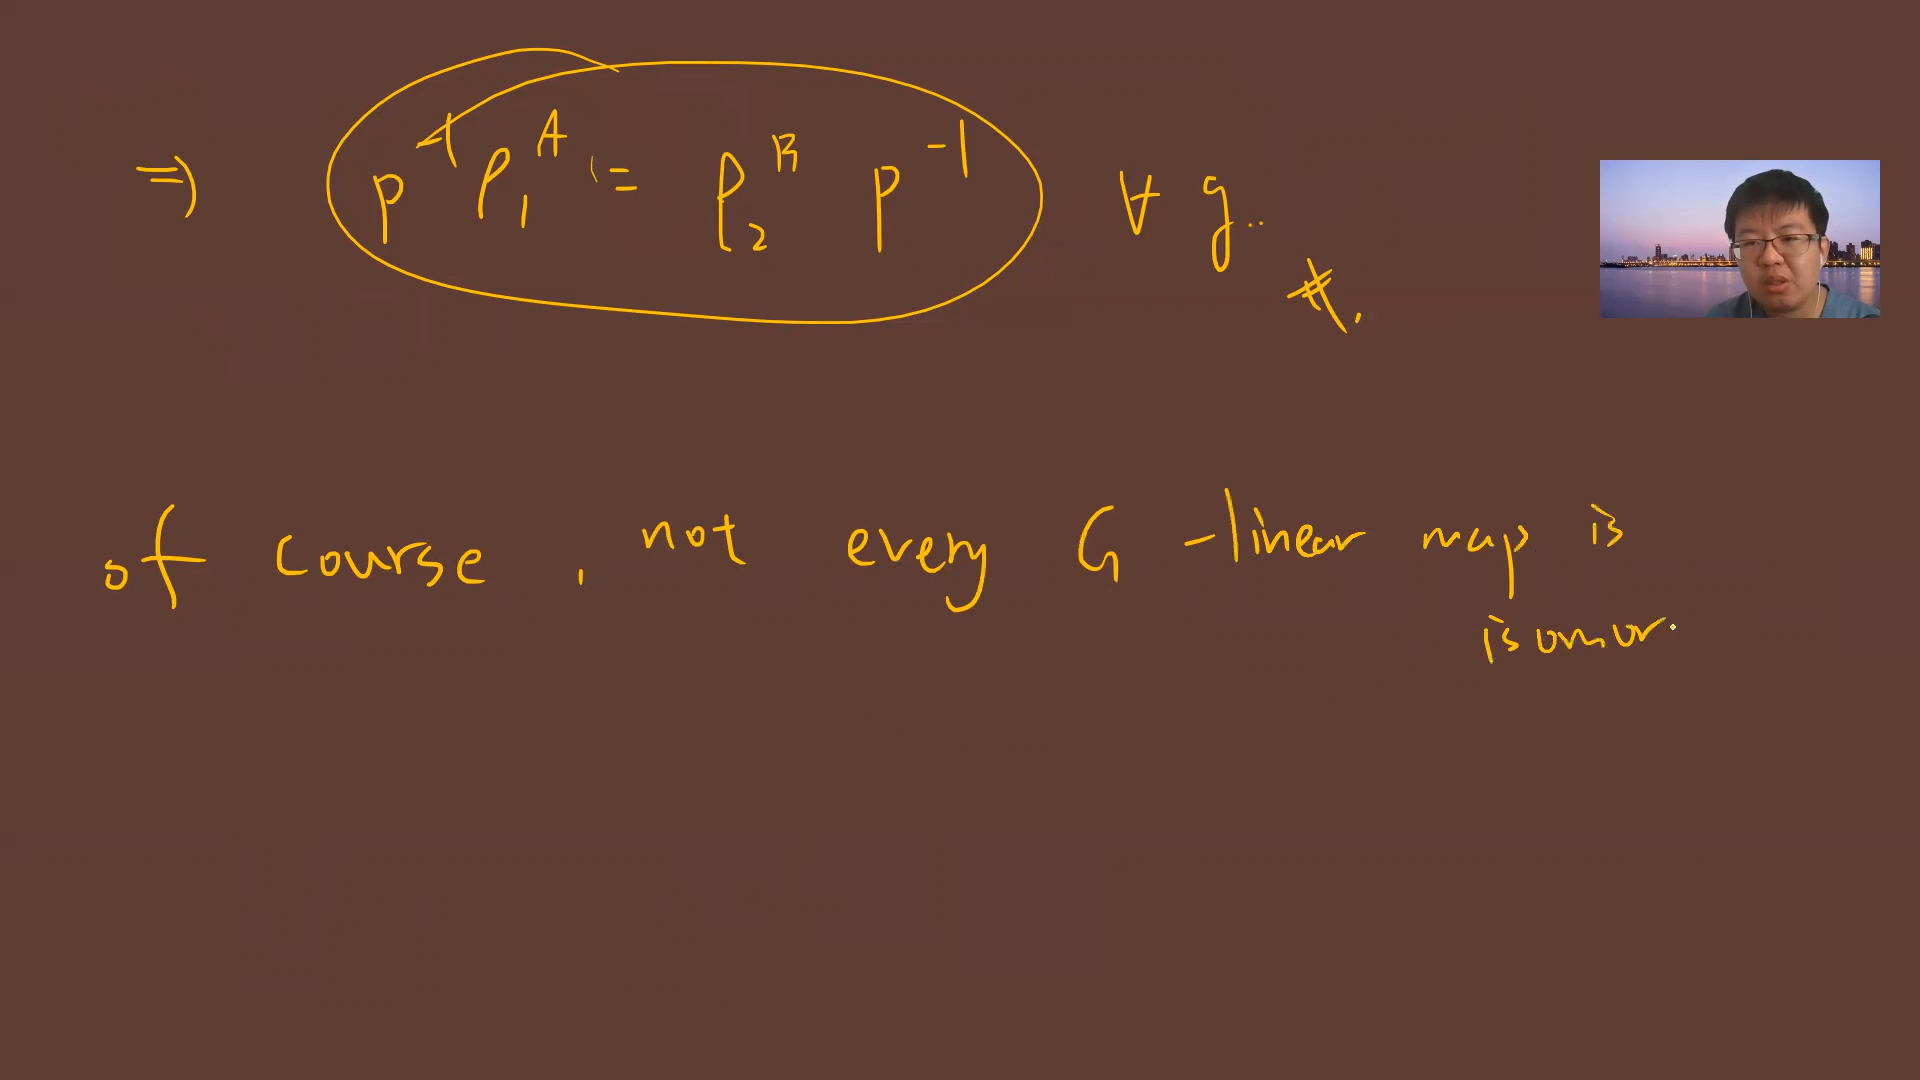 ⇒ P⁻¹ ρ₁ᴬ = ρ₂ᴮ P⁻¹ ∀ g.. #.
of course, not every G-linear map is
isomor